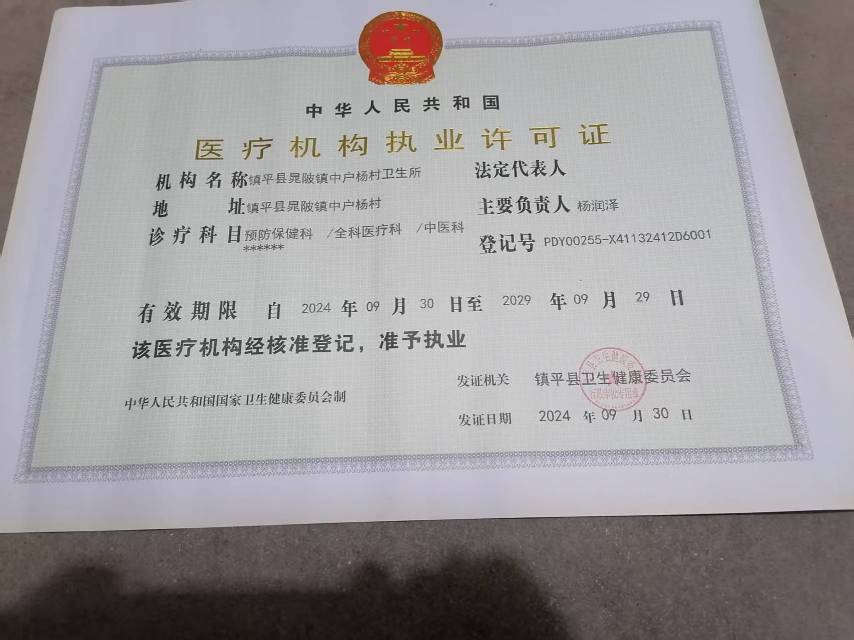 中华人民共和国
医疗机构执业许可证
机构名称 镇平县晁陂镇中户杨村卫生所
法定代表人
地址 镇平县晁陂镇中户杨村
主要负责人 杨润泽
诊疗科目 预防保健科 /全科医疗科 /中医科
******
登记号 PDY00255-X41132412D6001
有效期限 自 2024 年 09 月 30 日至 2029 年 09 月 29 日
该医疗机构经核准登记，准予执业
发证机关 镇平县卫生健康委员会
中华人民共和国国家卫生健康委员会制
发证日期 2024 年 09 月 30 日